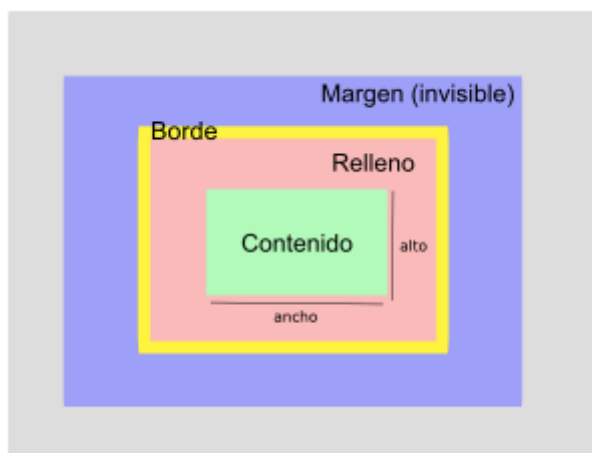 Margen (invisible)
Borde
Relleno
Contenido
alto
ancho